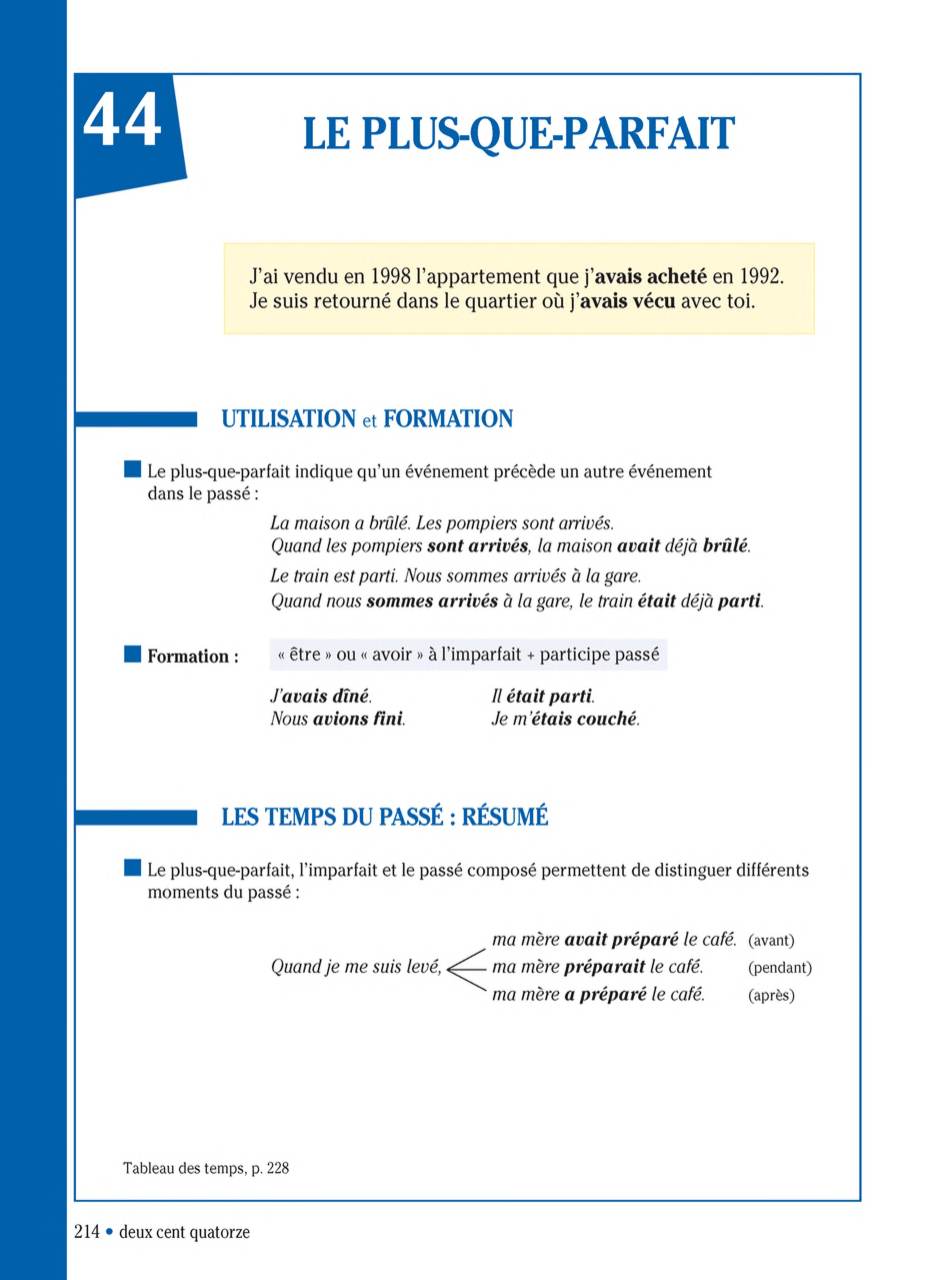 44
LE PLUS-QUE-PARFAIT
J’ai vendu en 1998 l’appartement que j’avais acheté en 1992.
Je suis retourné dans le quartier où j’avais vécu avec toi.
UTILISATION et FORMATION
Le plus-que-parfait indique qu’un événement précède un autre événement
dans le passé :
La maison a brûlé. Les pompiers sont arrivés.
Quand les pompiers sont arrivés, la maison avait déjà brûlé.
Le train est parti. Nous sommes arrivés à la gare.
Quand nous sommes arrivés à la gare, le train était déjà parti.
Formation : « être » ou « avoir » à l’imparfait + participe passé
J’avais dîné. Il était parti.
Nous avions fini. Je m’étais couché.
LES TEMPS DU PASSÉ : RÉSUMÉ
Le plus-que-parfait, l’imparfait et le passé composé permettent de distinguer différents
moments du passé :
ma mère avait préparé le café. (avant)
Quand je me suis levé, ma mère préparait le café. (pendant)
ma mère a préparé le café. (après)
Tableau des temps, p. 228
214 • deux cent quatorze